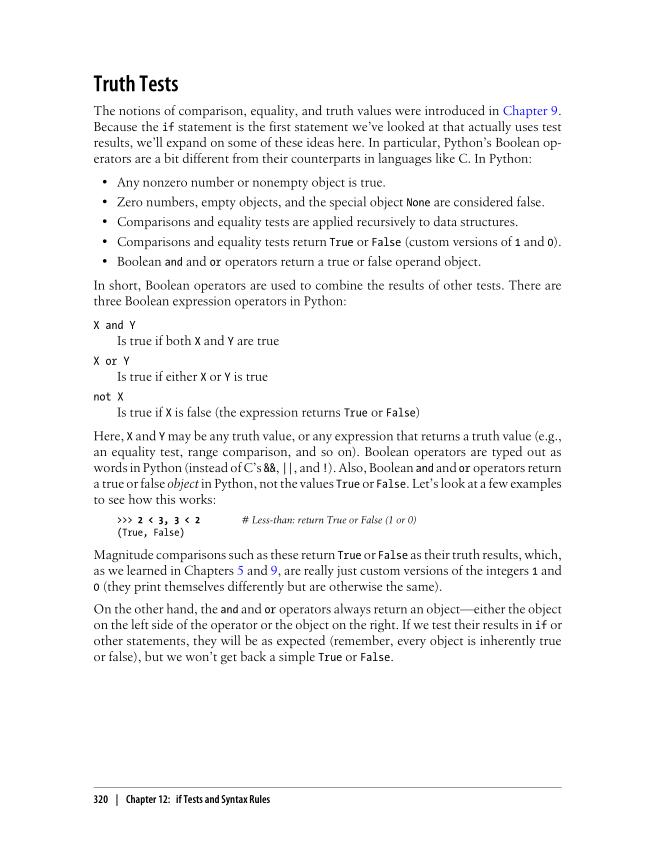 Truth Tests
The notions of comparison, equality, and truth values were introduced in Chapter 9.
Because the if statement is the first statement we’ve looked at that actually uses test
results, we’ll expand on some of these ideas here. In particular, Python’s Boolean op-
erators are a bit different from their counterparts in languages like C. In Python:
• Any nonzero number or nonempty object is true.
• Zero numbers, empty objects, and the special object None are considered false.
• Comparisons and equality tests are applied recursively to data structures.
• Comparisons and equality tests return True or False (custom versions of 1 and 0).
• Boolean and and or operators return a true or false operand object.
In short, Boolean operators are used to combine the results of other tests. There are
three Boolean expression operators in Python:
X and Y
Is true if both X and Y are true
X or Y
Is true if either X or Y is true
not X
Is true if X is false (the expression returns True or False)
Here, X and Y may be any truth value, or any expression that returns a truth value (e.g.,
an equality test, range comparison, and so on). Boolean operators are typed out as
words in Python (instead of C’s &&, ||, and !). Also, Boolean and and or operators return
a true or false object in Python, not the values True or False. Let’s look at a few examples
to see how this works:
>>> 2 < 3, 3 < 2 # Less-than: return True or False (1 or 0)
(True, False)
Magnitude comparisons such as these return True or False as their truth results, which,
as we learned in Chapters 5 and 9, are really just custom versions of the integers 1 and
0 (they print themselves differently but are otherwise the same).
On the other hand, the and and or operators always return an object—either the object
on the left side of the operator or the object on the right. If we test their results in if or
other statements, they will be as expected (remember, every object is inherently true
or false), but we won’t get back a simple True or False.
320 | Chapter 12: if Tests and Syntax Rules